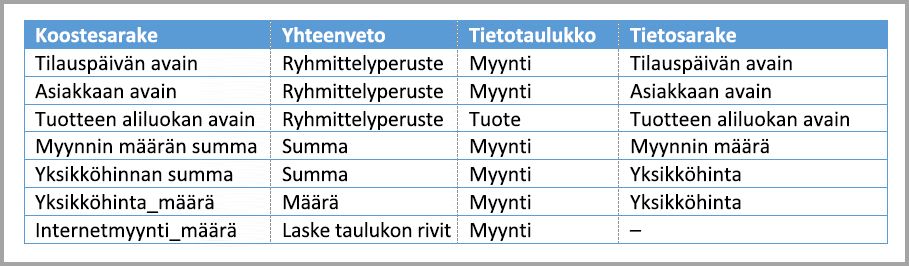 Koostesarake Yhteenveto Tietotaulukko Tietosarake
Tilauspäivän avain Ryhmittelyperuste Myynti Tilauspäivän avain
Asiakkaan avain Ryhmittelyperuste Myynti Asiakkaan avain
Tuotteen aliluokan avain Ryhmittelyperuste Tuote Tuotteen aliluokan avain
Myynnin määrän summa Summa Myynti Myynnin määrä
Yksikköhinnan summa Summa Myynti Yksikköhinta
Yksikköhinta_määrä Määrä Myynti Yksikköhinta
Internetmyynti_määrä Laske taulukon rivit Myynti –